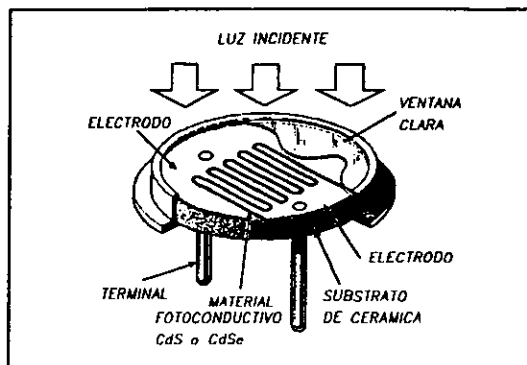 LUZ INCIDENTE
VENTANA
CLARA
ELECTRODO
ELECTRODO
TERMINAL
MATERIAL
FOTOCONDUCTIVO
CdS o CdSe
SUBSTRATO
DE CERAMICA